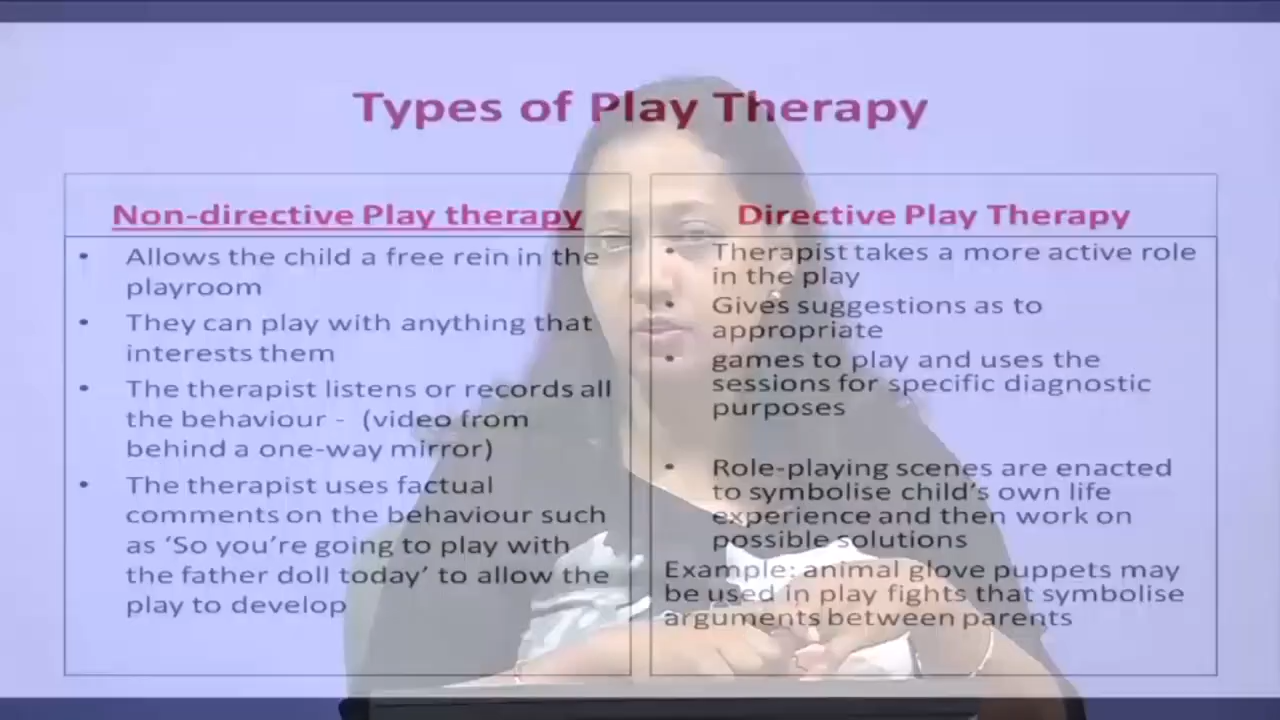 Types of Play Therapy
Non-directive Play therapy
• Allows the child a free rein in the
playroom
• They can play with anything that
interests them
• The therapist listens or records all
the behaviour - (video from
behind a one-way mirror)
• The therapist uses factual
comments on the behaviour such
as ‘So you’re going to play with
the father doll today’ to allow the
play to develop
Directive Play Therapy
• Therapist takes a more active role
in the play
• Gives suggestions as to
appropriate
• games to play and uses the
sessions for specific diagnostic
purposes
• Role-playing scenes are enacted
to symbolise child’s own life
experience and then work on
possible solutions
Example: animal glove puppets may
be used in play fights that symbolise
arguments between parents